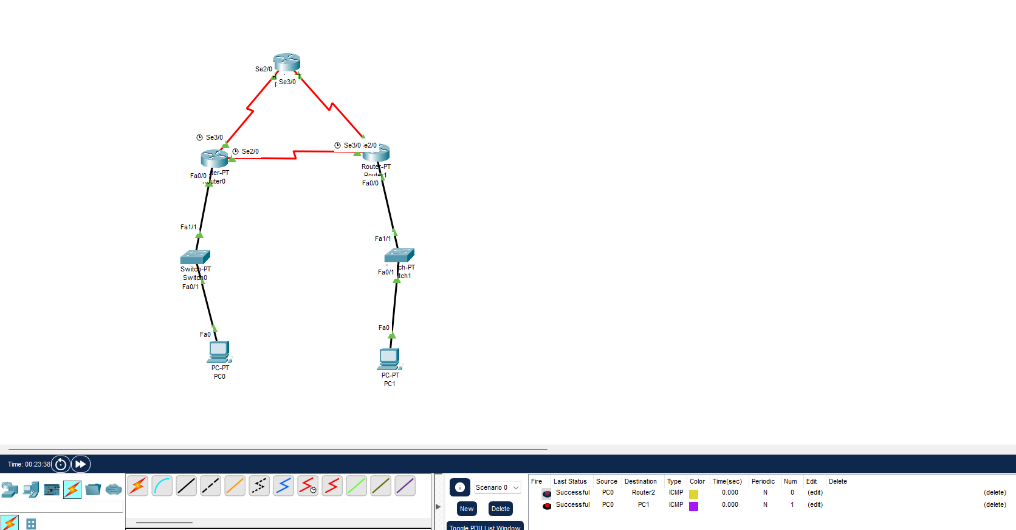 Se2/0
Se3/0
Se3/0
Se2/0
Se3/0 e2/0
Fa0/0
Router-PT
Fa0/0
Fa1/1
Fa1/1
Switch-PT
Switch0
Fa0/1
Fa0/1
Fa0
Fa0
PC-PT
PC0
PC-PT
PC1
Time: 00:23:38
Scenario 0
New Delete
Toggle PDU List Window
Fire Last Status Source Destination Type Color Time(sec) Periodic Num Edit Delete
Successful PC0 Router2 ICMP 0.000 N 0 (edit) (delete)
Successful PC0 PC1 ICMP 0.000 N 1 (edit) (delete)